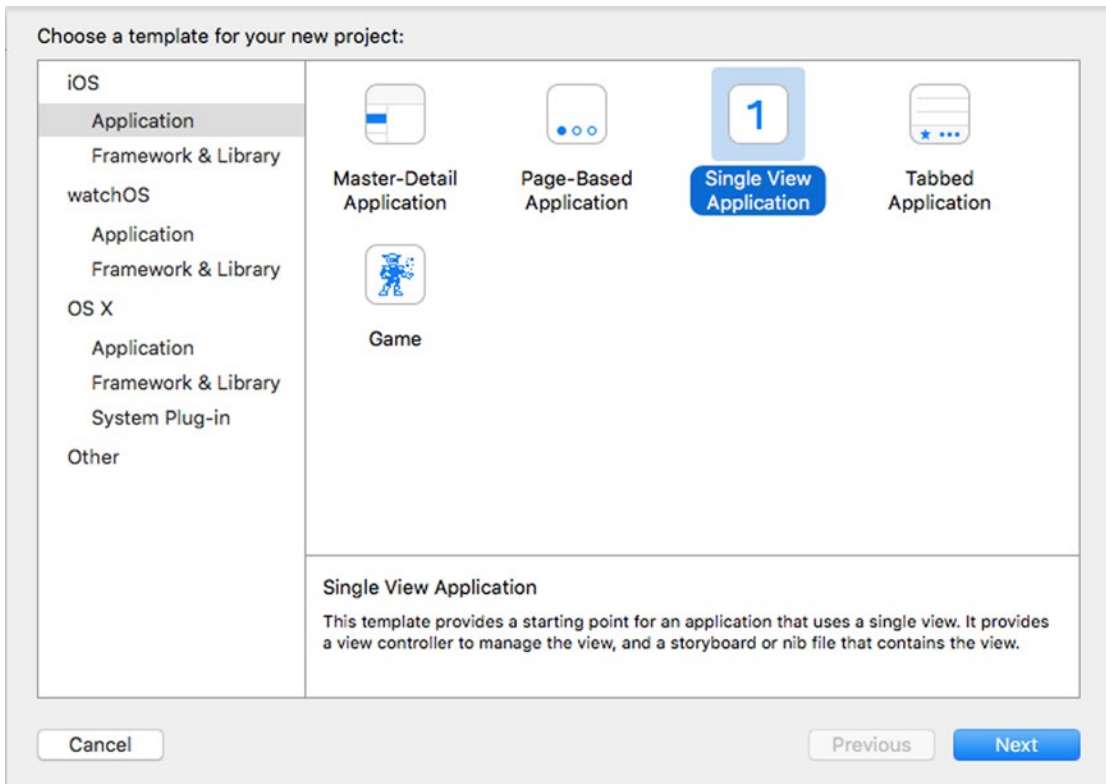 Choose a template for your new project:
iOS
Application
Framework & Library
watchOS
Application
Framework & Library
OS X
Application
Framework & Library
System Plug-in
Other
1
Master-Detail
Application
Page-Based
Application
Single View
Application
Tabbed
Application
Game
Single View Application
This template provides a starting point for an application that uses a single view. It provides
a view controller to manage the view, and a storyboard or nib file that contains the view.
Cancel
Previous
Next